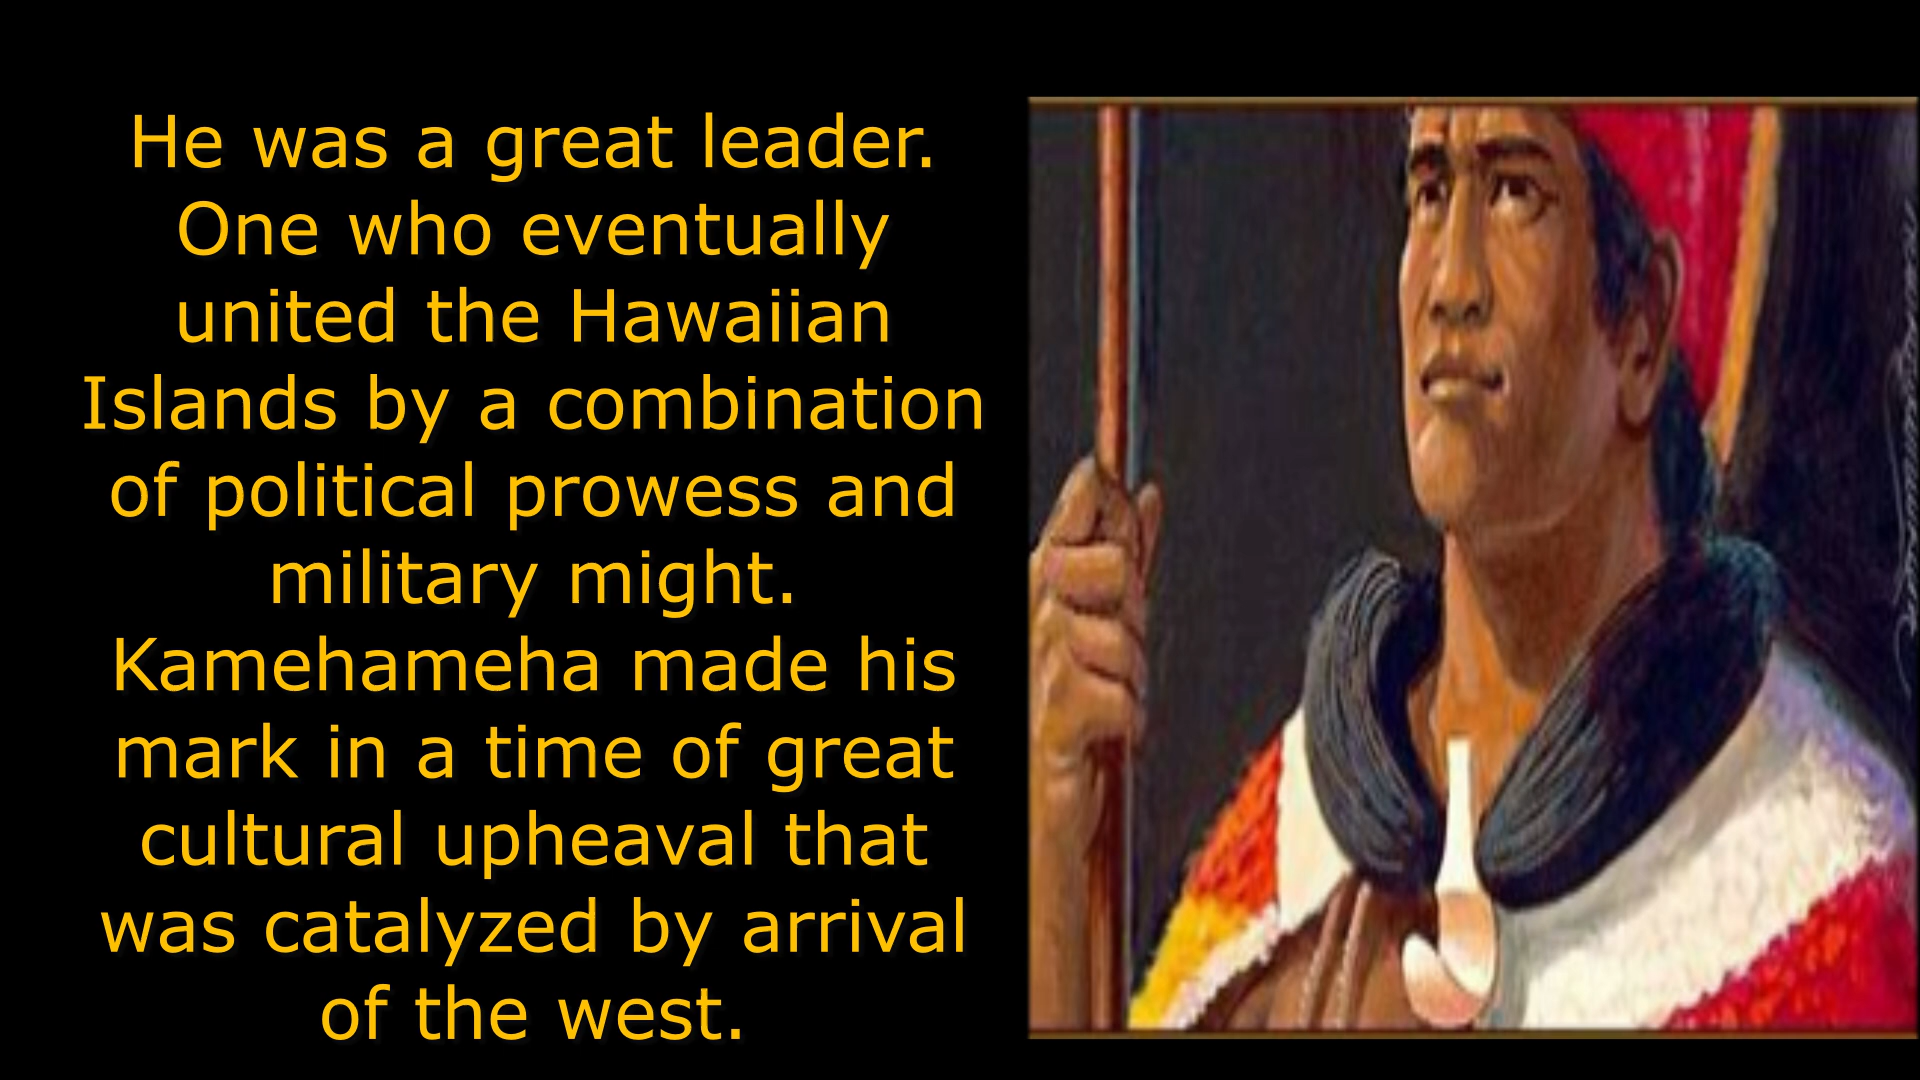 He was a great leader.
One who eventually
united the Hawaiian
Islands by a combination
of political prowess and
military might.
Kamehameha made his
mark in a time of great
cultural upheaval that
was catalyzed by arrival
of the west.